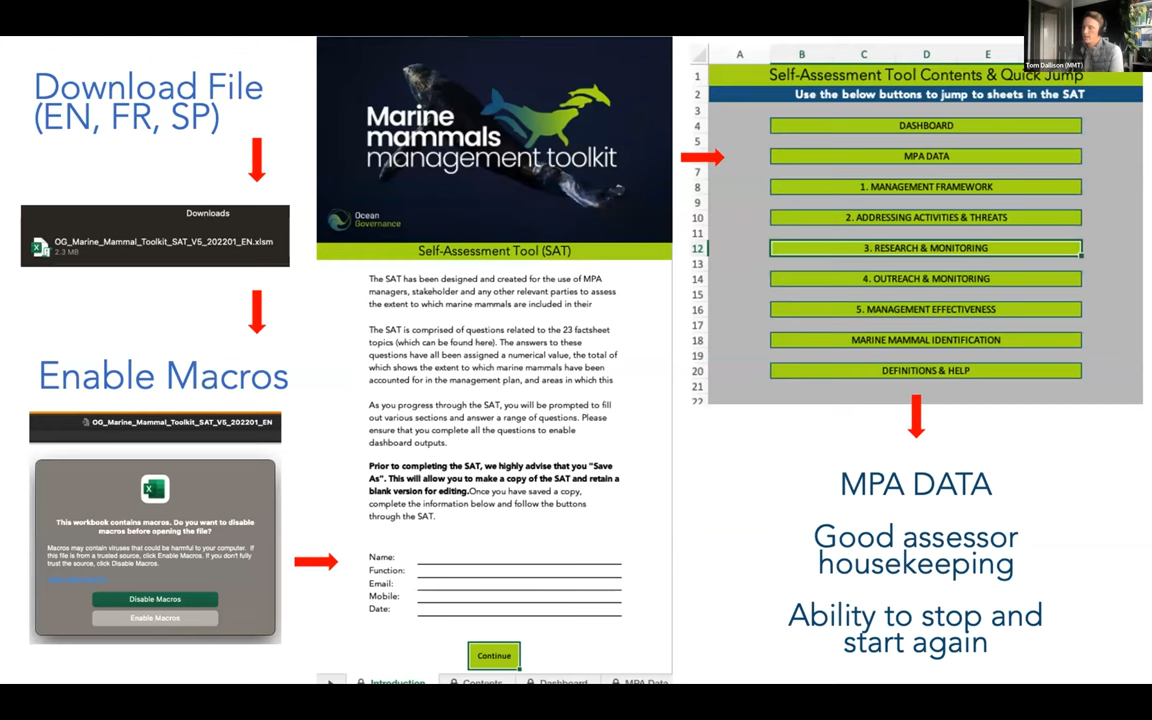 Download File
(EN, FR, SP)
Downloads
OG_Marine_Mammal_Toolkit_SAT_V5_202201_EN.xlsm
2.3 MB
Enable Macros
OG_Marine_Mammal_Toolkit_SAT_V5_202201_EN
This workbook contains macros. Do you want to disable
macros before opening the file?
Macros may contain viruses that could be harmful to your computer. If
this file is from a trusted source, click Enable Macros. If you don't fully
trust the source, click Disable Macros.
Disable Macros
Enable Macros
Marine
mammals
management toolkit
Ocean
Governance
Self-Assessment Tool (SAT)
The SAT has been designed and created for the use of MPA
managers, stakeholder and any other relevant parties to assess
the extent to which marine mammals are included in their
The SAT is comprised of questions related to the 23 factsheet
topics (which can be found here). The answers to these
questions have all been assigned a numerical value, the total of
which shows the extent to which marine mammals have been
accounted for in the management plan, and areas in which this
As you progress through the SAT, you will be prompted to fill
out various sections and answer a range of questions. Please
ensure that you complete all the questions to enable
dashboard outputs.
Prior to completing the SAT, we highly advise that you "Save
As". This will allow you to make a copy of the SAT and retain a
blank version for editing.Once you have saved a copy,
complete the information below and follow the buttons
through the SAT.
Name:
Function:
Email:
Mobile:
Date:
Continue
Introduction Contents Dashboard MPA Data
A B C D E
1 Self-Assessment Tool Contents & Quick Jump
2 Use the below buttons to jump to sheets in the SAT
3
4 DASHBOARD
5
MPA DATA
7
8 1. MANAGEMENT FRAMEWORK
9
10 2. ADDRESSING ACTIVITIES & THREATS
11
12 3. RESEARCH & MONITORING
13
14 4. OUTREACH & MONITORING
15
16 5. MANAGEMENT EFFECTIVENESS
17
18 MARINE MAMMAL IDENTIFICATION
19
20 DEFINITIONS & HELP
21
22
MPA DATA
Good assessor
housekeeping
Ability to stop and
start again
Tom Dallison (MMT)